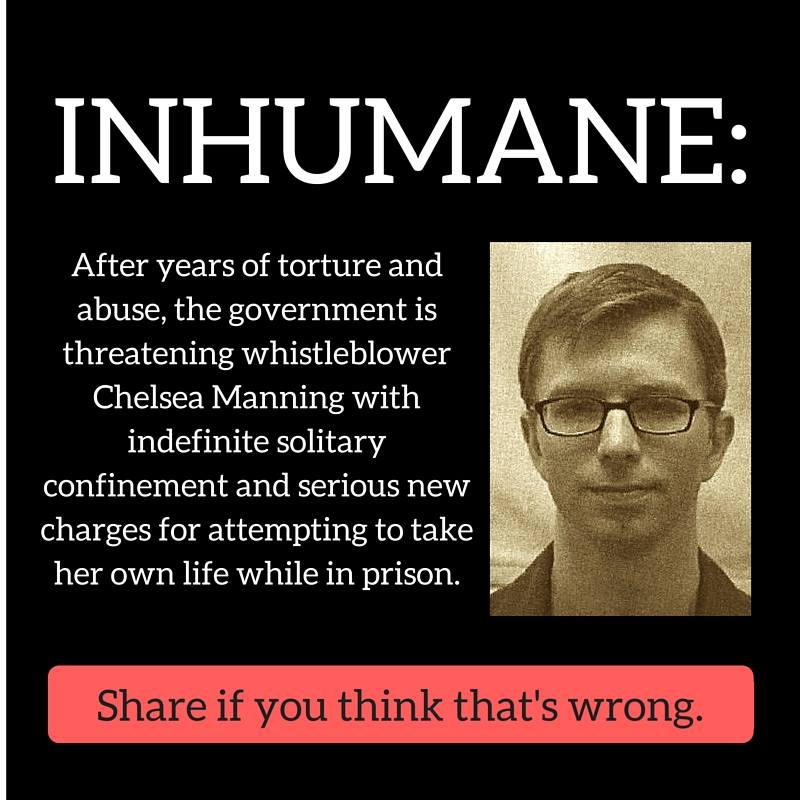 INHUMANE:
After years of torture and
abuse, the government is
threatening whistleblower
Chelsea Manning with
indefinite solitary
confinement and serious new
charges for attempting to take
her own life while in prison.
Share if you think that's wrong.